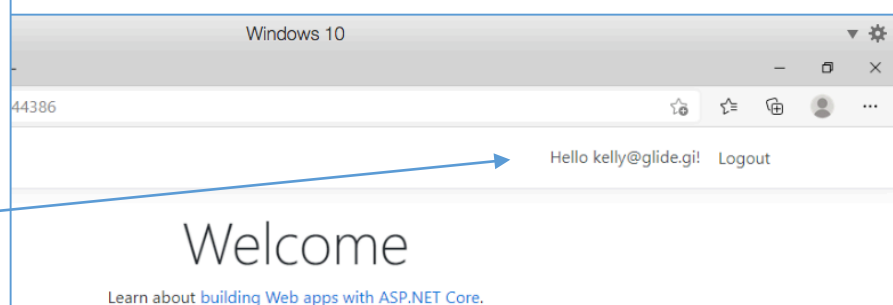 Windows 10
44386
Hello kelly@glide.gi! Logout
Welcome
Learn about building Web apps with ASP.NET Core.